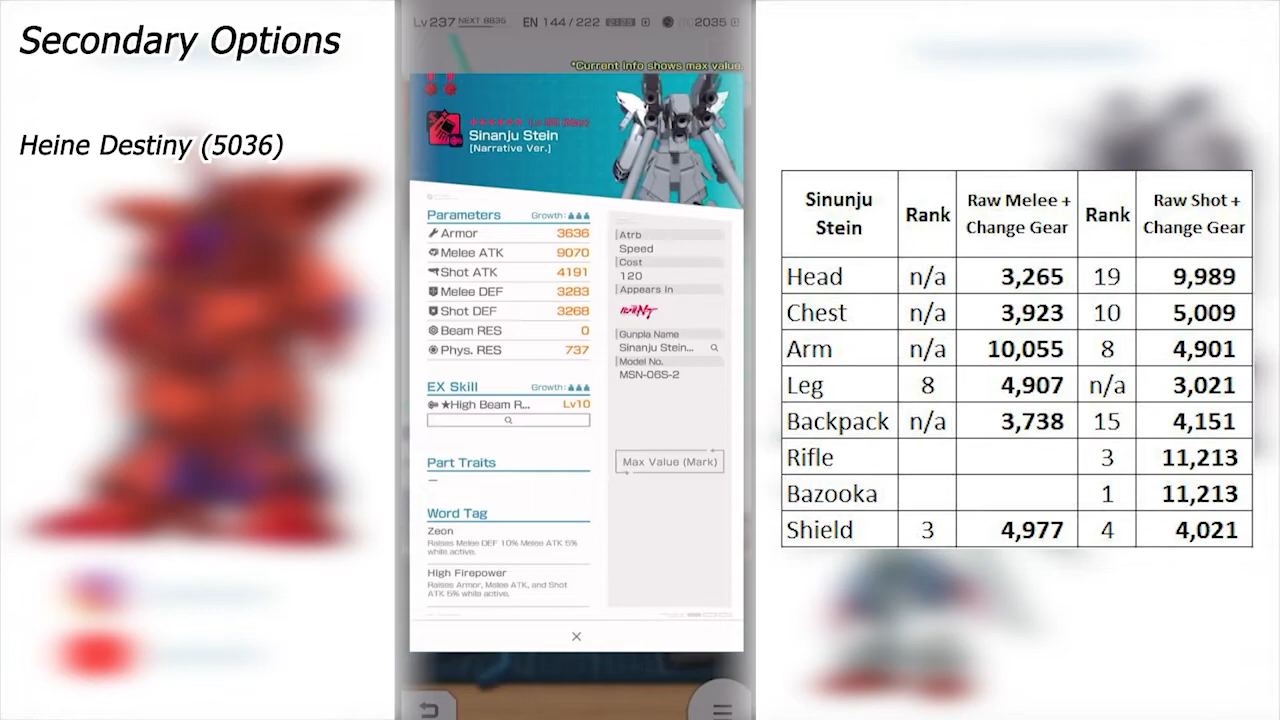 Secondary Options
Heine Destiny (5036)
Lv 237 NEXT 8835 EN 144/222 2035
*Current info shows max value.
Sinanju Stein
[Narrative Ver.]
Parameters Growth:
Armor 3636
Melee ATK 9070
Shot ATK 4191
Melee DEF 3283
Shot DEF 3268
Beam RES 0
Phys. RES 737
EX Skill Growth:
★High Beam R... Lv10
Part Traits
—
Word Tag
Zeon
Raises Melee DEF 10% Melee ATK 5%
while active.
High Firepower
Raises Armor, Melee ATK, and Shot
ATK 5% while active.
Atrb
Speed
Cost
120
Appears In
Gunpla Name
Sinanju Stein...
Model No.
MSN-06S-2
Max Value (Mark)
Sinunju Stein Rank Raw Melee + Change Gear Rank Raw Shot + Change Gear
Head n/a 3,265 19 9,989
Chest n/a 3,923 10 5,009
Arm n/a 10,055 8 4,901
Leg 8 4,907 n/a 3,021
Backpack n/a 3,738 15 4,151
Rifle 3 11,213
Bazooka 1 11,213
Shield 3 4,977 4 4,021